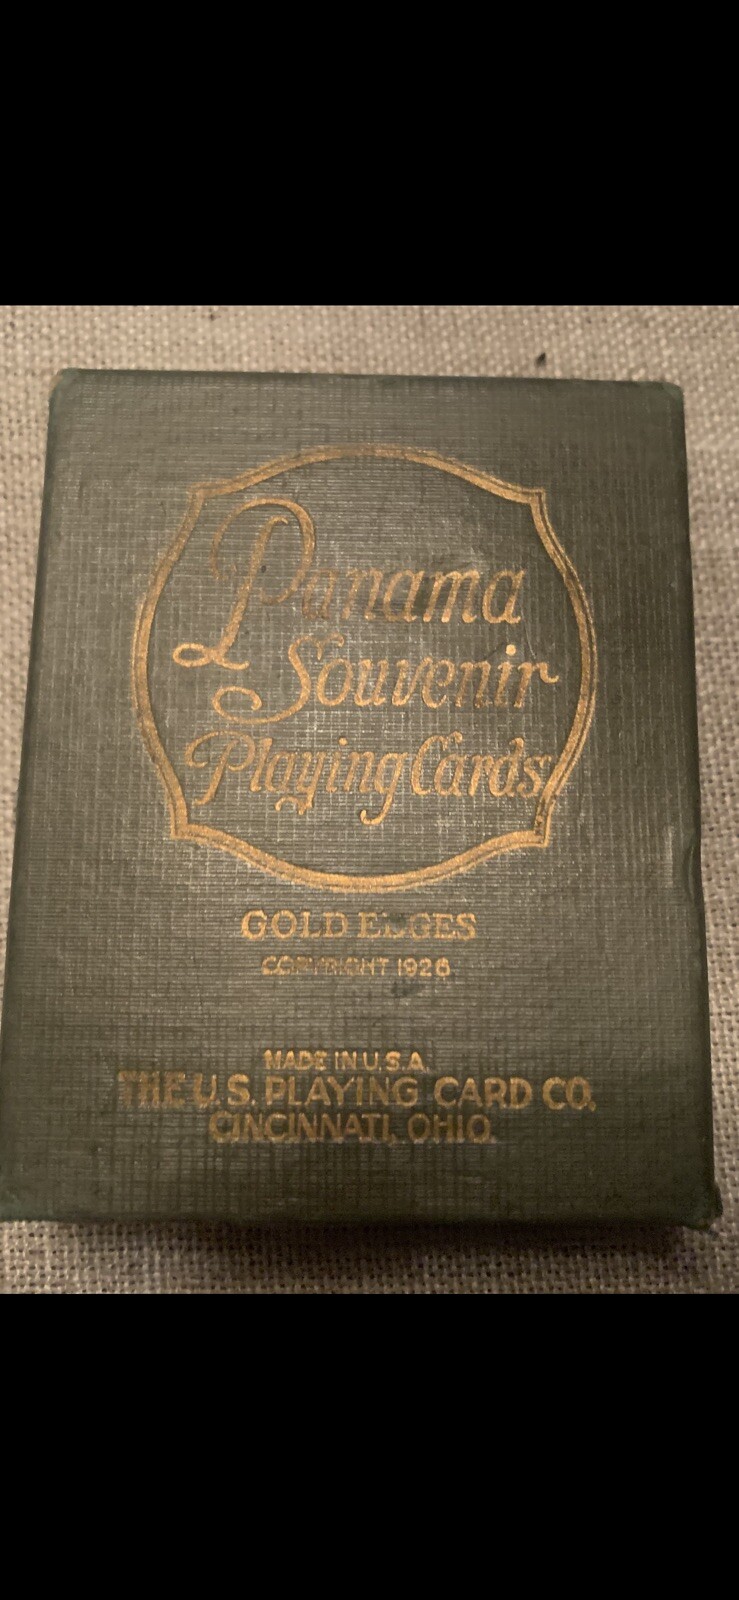 Panama
Souvenir
Playing Cards
GOLD EDGES
COPYRIGHT 1926
MADE IN U.S.A.
THE U.S. PLAYING CARD CO.
CINCINNATI, OHIO.